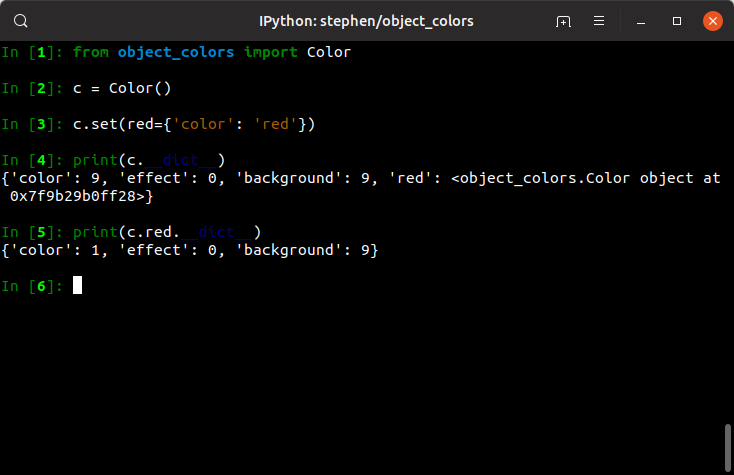 IPython: stephen/object_colors
In [1]: from object_colors import Color
In [2]: c = Color()
In [3]: c.set(red={'color': 'red'})
In [4]: print(c.__dict__)
{'color': 9, 'effect': 0, 'background': 9, 'red': <object_colors.Color object at
0x7f9b29b0ff28>}
In [5]: print(c.red.__dict__)
{'color': 1, 'effect': 0, 'background': 9}
In [6]: